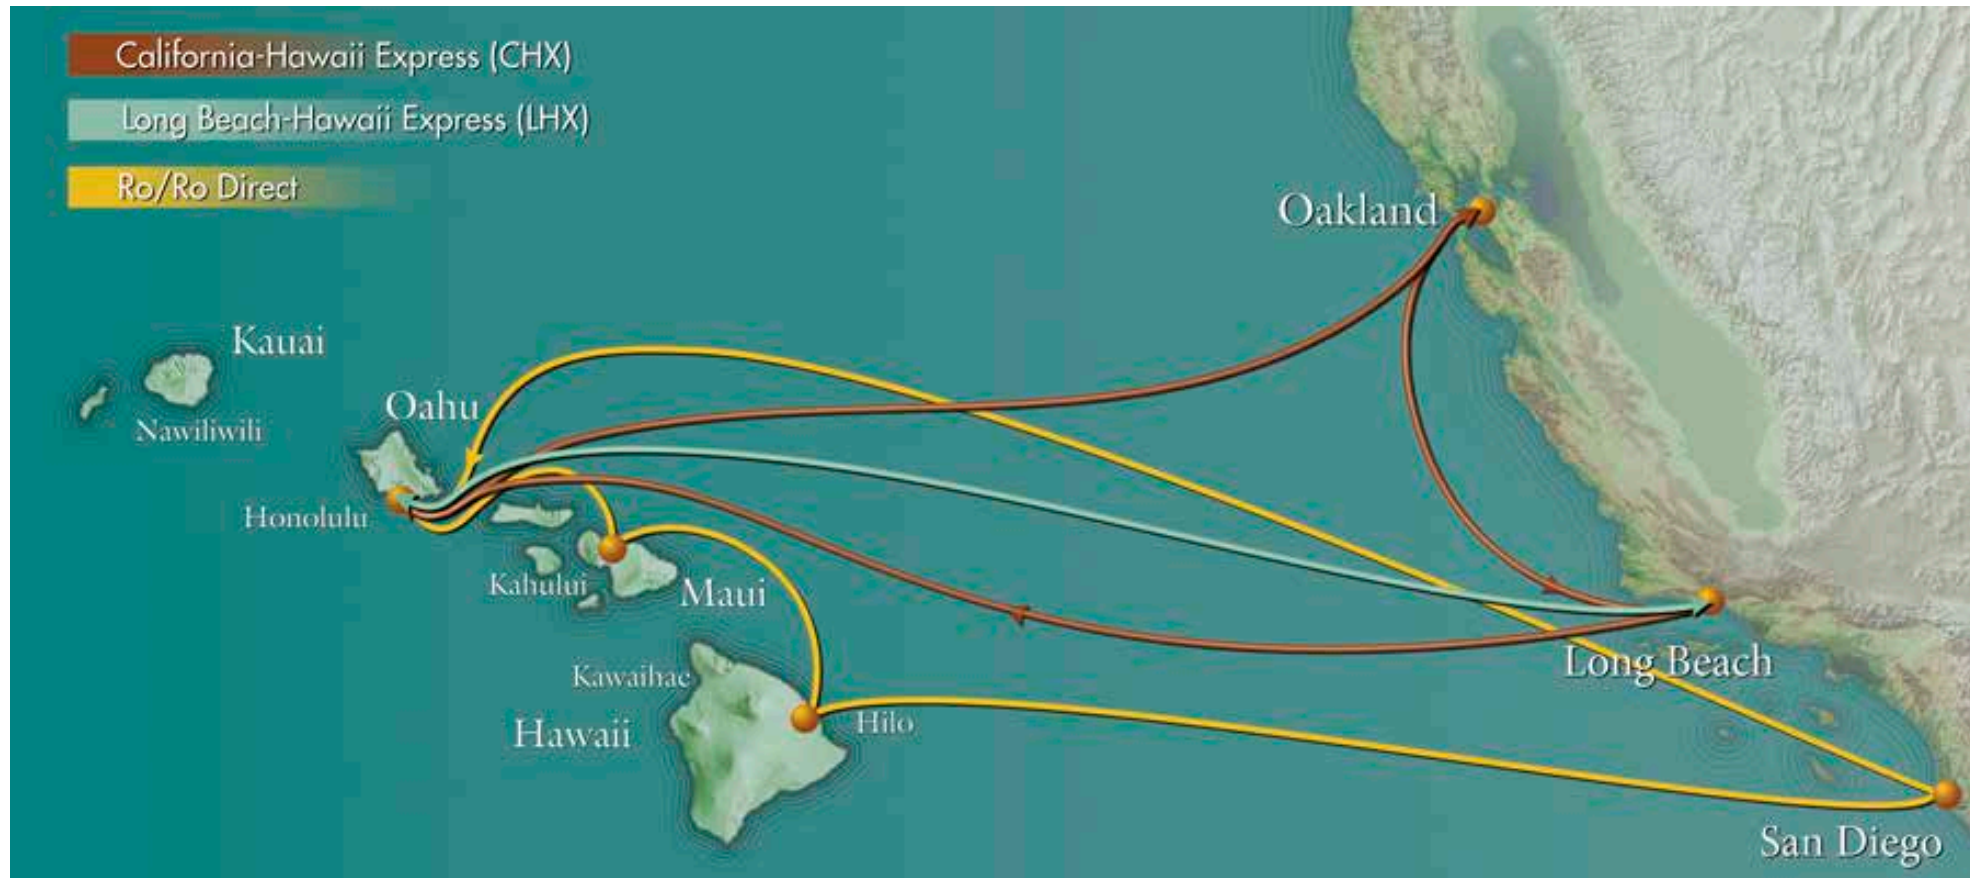 California-Hawaii Express (CHX)
Long Beach-Hawaii Express (LHX)
Ro/Ro Direct
Oakland
Kauai
Nawiliwili
Oahu
Honolulu
Kahului
Maui
Kawaihae
Hawaii
Hilo
Long Beach
San Diego